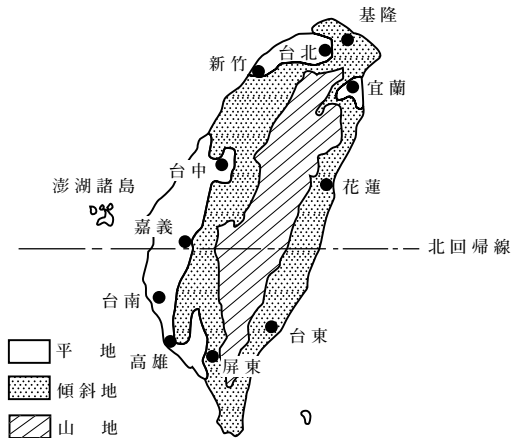 基隆
台北
新竹
宜蘭
台中
澎湖諸島
花蓮
嘉義
北回帰線
台南
台東
高雄
屏東
平　地
傾斜地
山　地